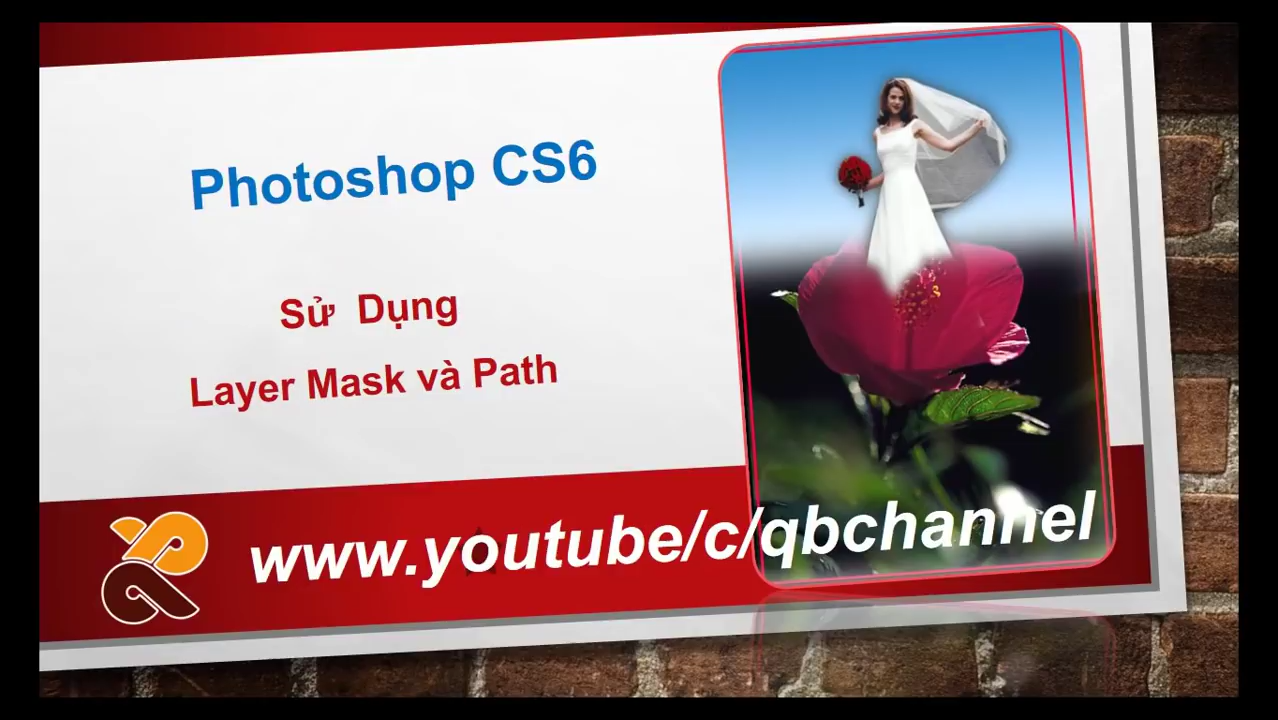 Photoshop CS6
Sử Dụng
Layer Mask và Path
www.youtube/c/qbchannel